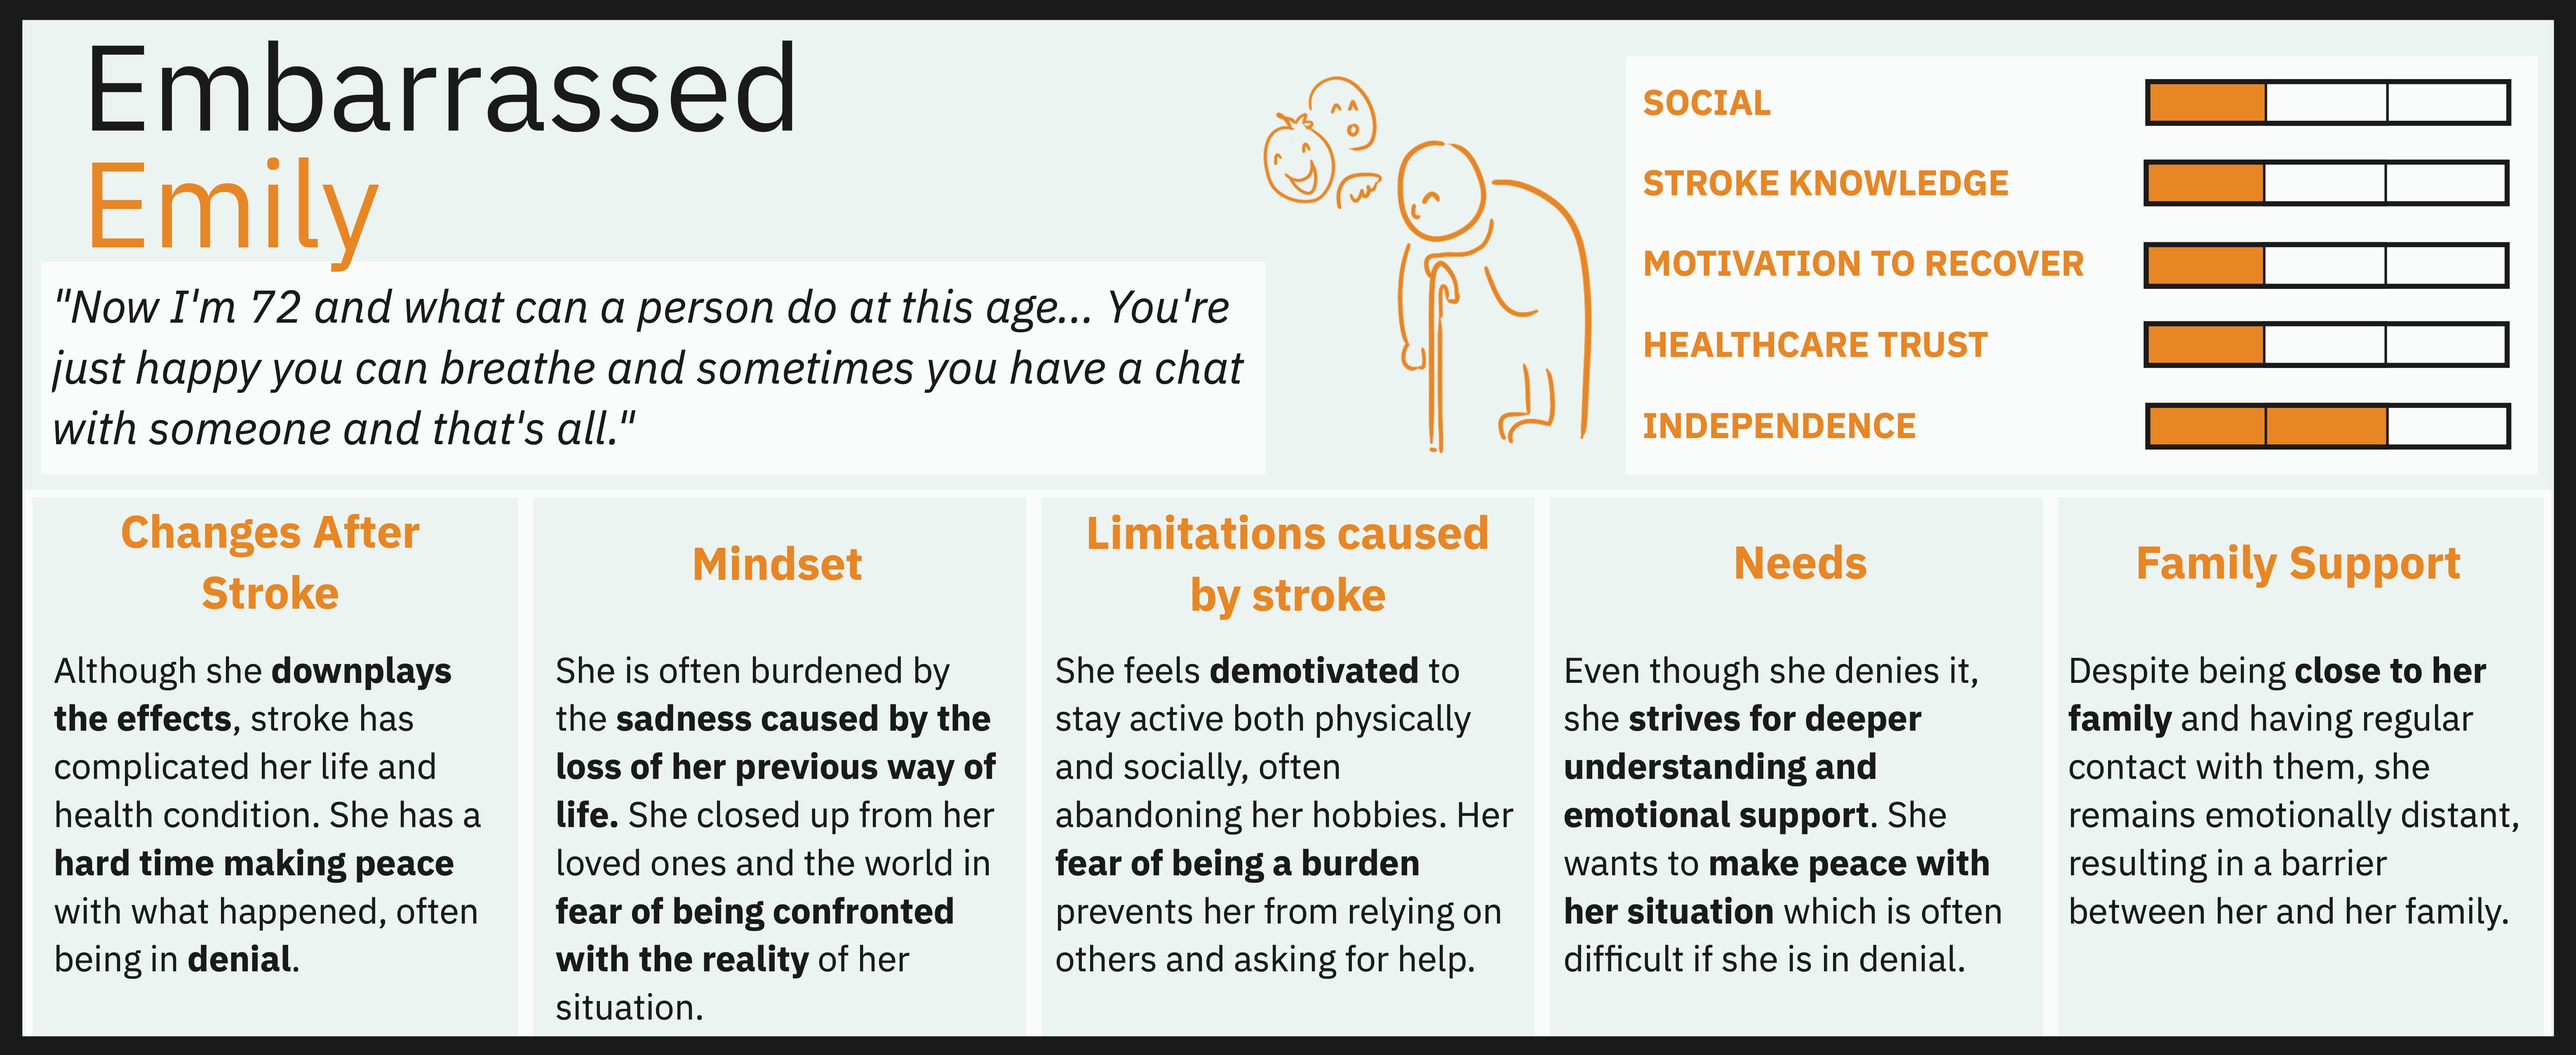 Embarrassed
Emily
"Now I'm 72 and what can a person do at this age... You're
just happy you can breathe and sometimes you have a chat
with someone and that's all."
SOCIAL
STROKE KNOWLEDGE
MOTIVATION TO RECOVER
HEALTHCARE TRUST
INDEPENDENCE
Changes After
Stroke
Although she downplays
the effects, stroke has
complicated her life and
health condition. She has a
hard time making peace
with what happened, often
being in denial.
Mindset
She is often burdened by
the sadness caused by the
loss of her previous way of
life. She closed up from her
loved ones and the world in
fear of being confronted
with the reality of her
situation.
Limitations caused
by stroke
She feels demotivated to
stay active both physically
and socially, often
abandoning her hobbies. Her
fear of being a burden
prevents her from relying on
others and asking for help.
Needs
Even though she denies it,
she strives for deeper
understanding and
emotional support. She
wants to make peace with
her situation which is often
difficult if she is in denial.
Family Support
Despite being close to her
family and having regular
contact with them, she
remains emotionally distant,
resulting in a barrier
between her and her family.